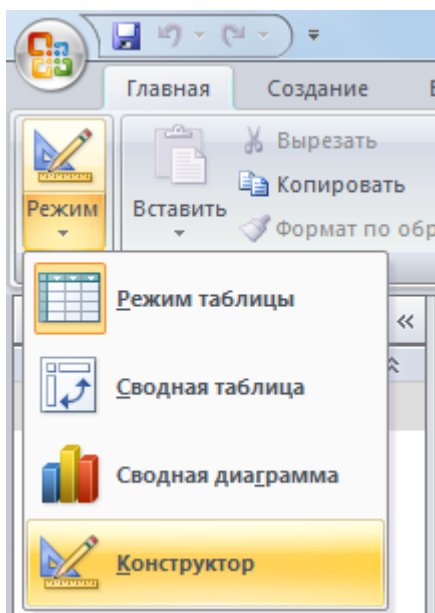 Главная Создание
Вырезать
Копировать
Режим Вставить
Формат по обр
Режим таблицы
Сводная таблица
Сводная диаграмма
Конструктор